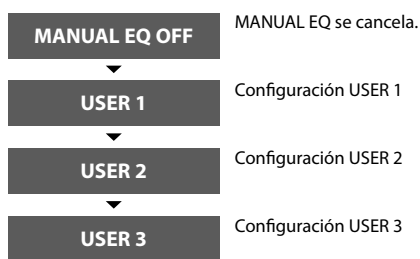 MANUAL EQ OFF
MANUAL EQ se cancela.
USER 1
Configuración USER 1
USER 2
Configuración USER 2
USER 3
Configuración USER 3